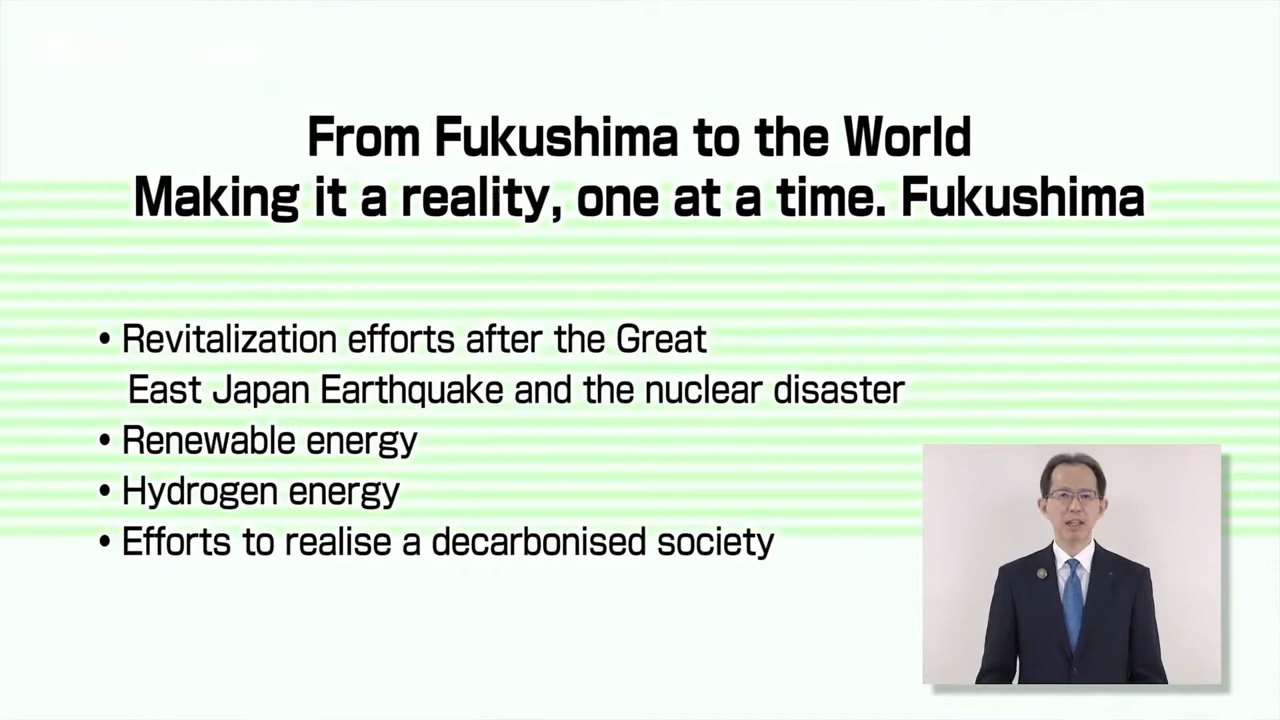 From Fukushima to the World
Making it a reality, one at a time. Fukushima
• Revitalization efforts after the Great
East Japan Earthquake and the nuclear disaster
• Renewable energy
• Hydrogen energy
• Efforts to realise a decarbonised society